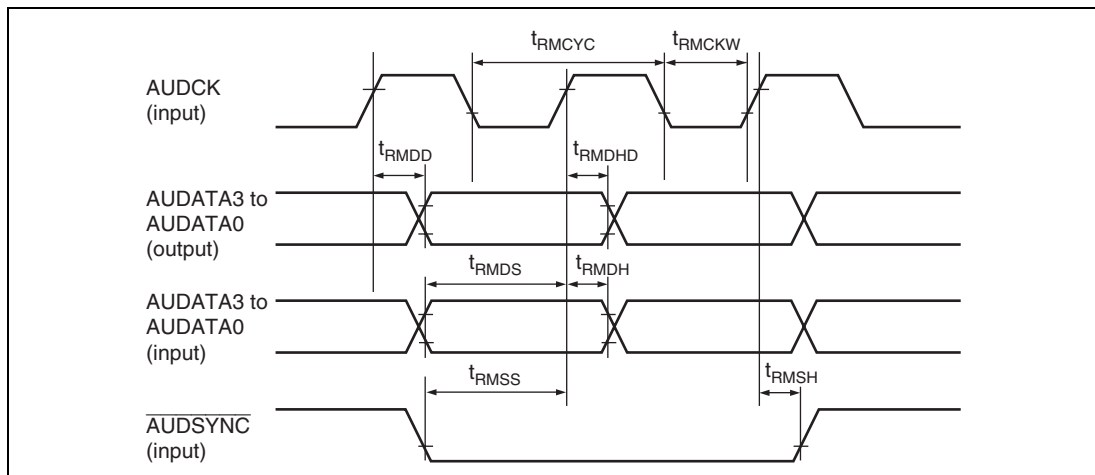 tRMCYC
tRMCKW
AUDCK
(input)
tRMDD
tRMDHD
AUDATA3 to
AUDATA0
(output)
tRMDS
tRMDH
AUDATA3 to
AUDATA0
(input)
tRMSS
tRMSH
AUDSYNC
(input)